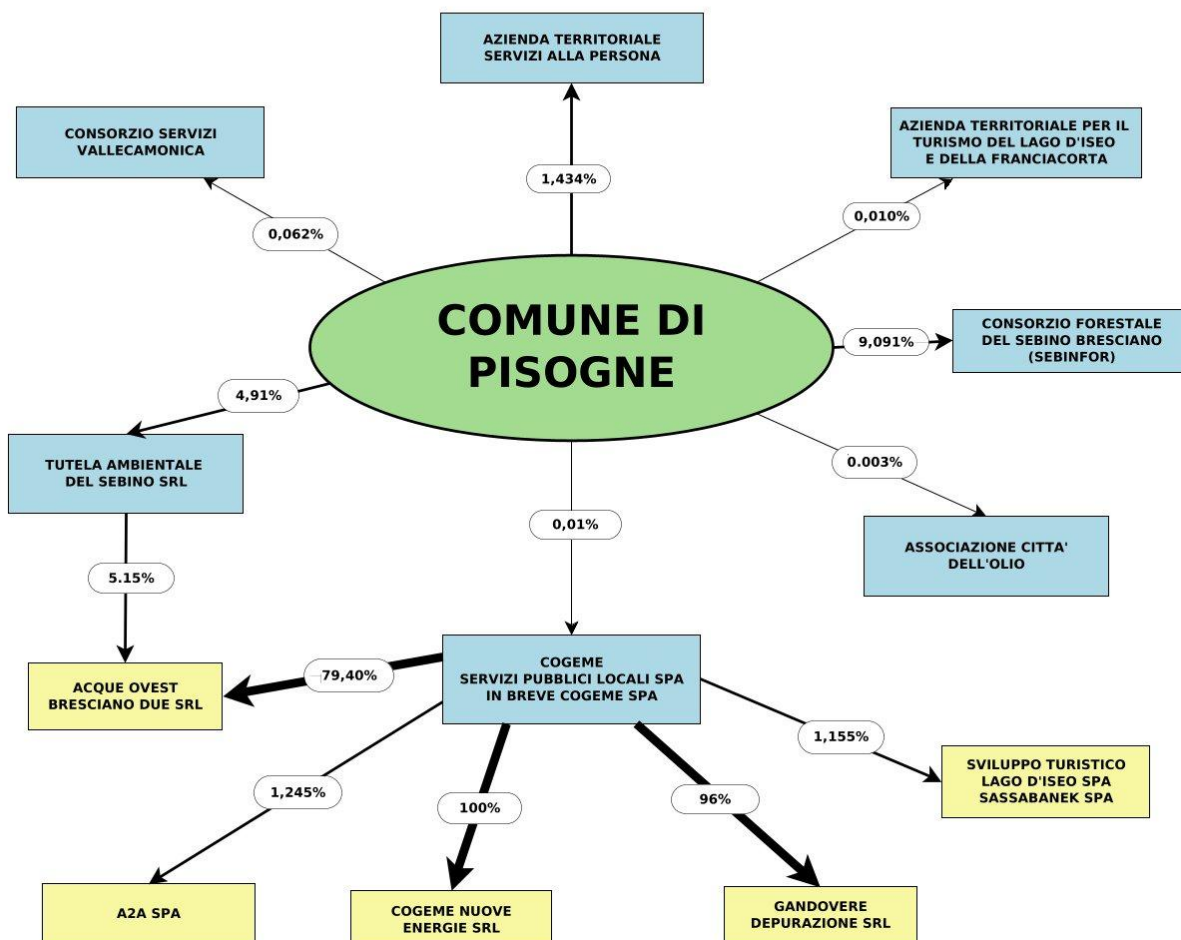 AZIENDA TERRITORIALE
SERVIZI ALLA PERSONA
CONSORZIO SERVIZI
VALLECAMONICA
AZIENDA TERRITORIALE PER IL
TURISMO DEL LAGO D'ISEO
E DELLA FRANCIACORTA
1,434%
0,062%
0,010%
COMUNE DI
PISOGNE
9,091%
CONSORZIO FORESTALE
DEL SEBINO BRESCIANO
(SEBINFOR)
4,91%
TUTELA AMBIENTALE
DEL SEBINO SRL
0.003%
0,01%
ASSOCIAZIONE CITTA'
DELL'OLIO
5.15%
COGEME
SERVIZI PUBBLICI LOCALI SPA
IN BREVE COGEME SPA
79,40%
ACQUE OVEST
BRESCIANO DUE SRL
1,155%
SVILUPPO TURISTICO
LAGO D'ISEO SPA
SASSABANEK SPA
1,245%
100%
96%
A2A SPA
COGEME NUOVE
ENERGIE SRL
GANDOVERE
DEPURAZIONE SRL